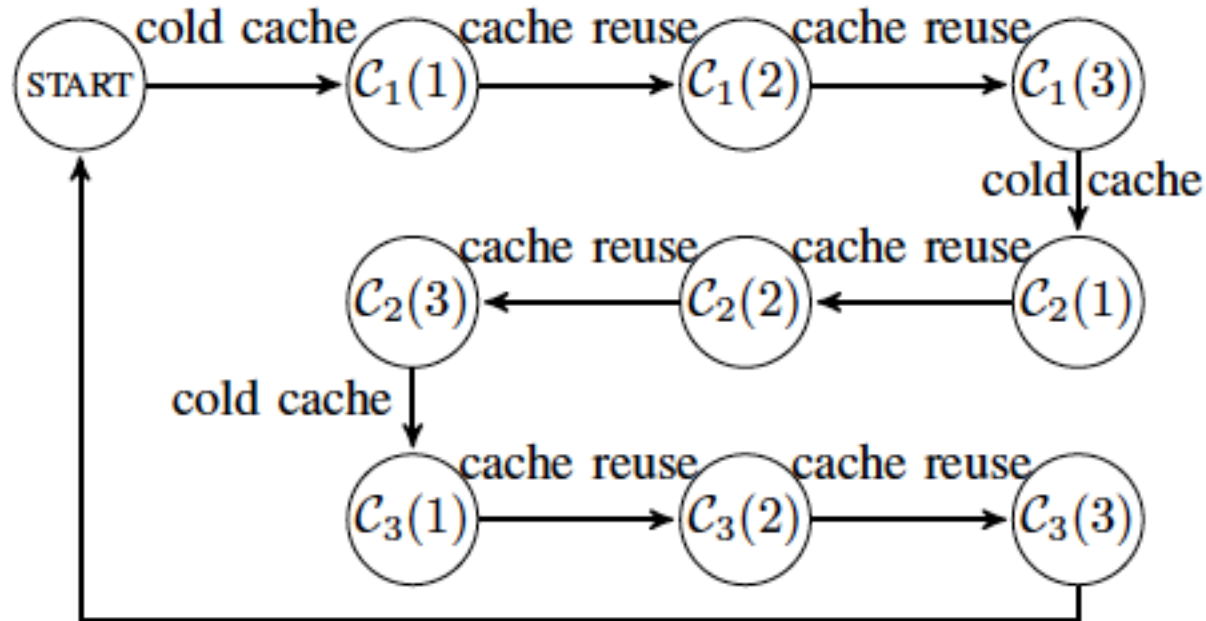 cold cache cache reuse cache reuse
START C₁(1) C₁(2) C₁(3)
cold cache
cache reuse cache reuse
C₂(3) C₂(2) C₂(1)
cold cache
cache reuse cache reuse
C₃(1) C₃(2) C₃(3)